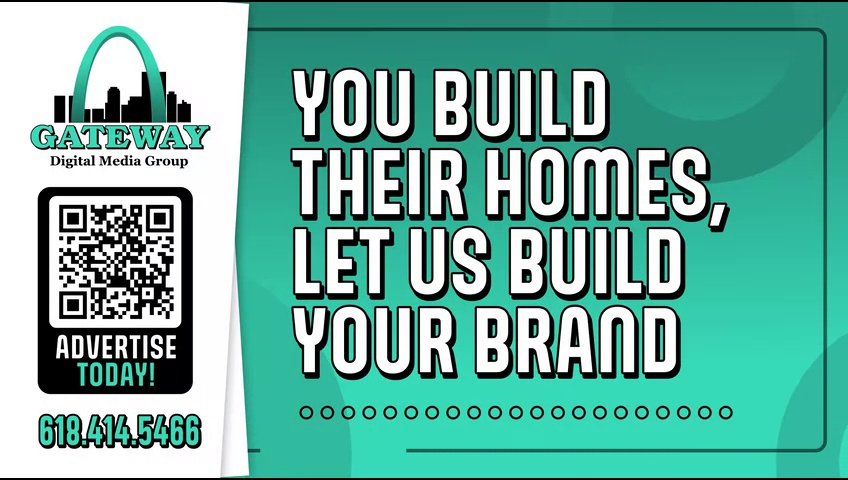 GATEWAY
Digital Media Group
ADVERTISE
TODAY!
618.414.5466
YOU BUILD
THEIR HOMES,
LET US BUILD
YOUR BRAND